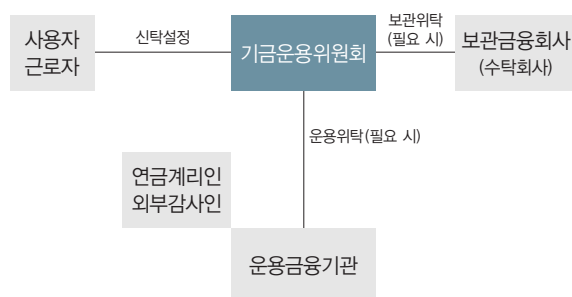 사용자
근로자
신탁설정
기금운용위원회
보관위탁
(필요 시)
보관금융회사
(수탁회사)
운용위탁(필요 시)
연금계리인
외부감사인
운용금융기관